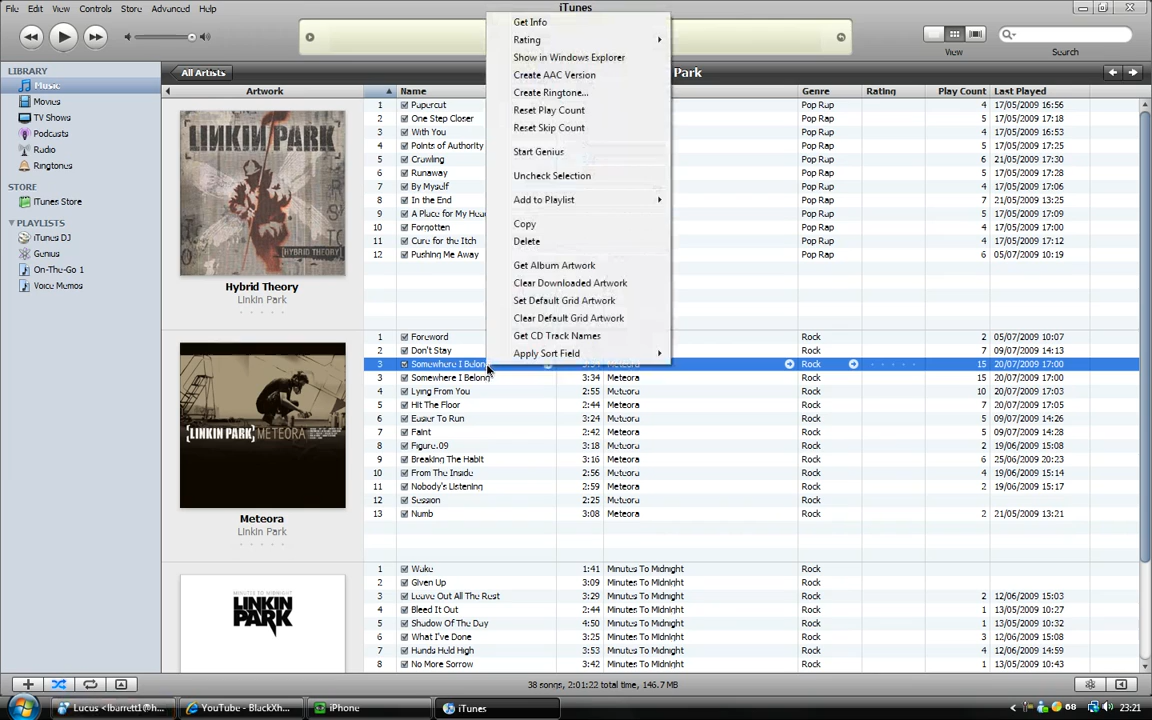 File Edit View Controls Store Advanced Help
iTunes
View
Search
LIBRARY
Music
Movies
TV Shows
Podcasts
Radio
Ringtones
STORE
iTunes Store
PLAYLISTS
iTunes DJ
Genius
On-The-Go 1
Voice Memos
All Artists
Park
Artwork Name Genre Rating Play Count Last Played
LINKIN PARK
[HYBRID THEORY]
Hybrid Theory
Linkin Park
1 Papercut Pop Rap 4 17/05/2009 16:56
2 One Step Closer Pop Rap 5 17/05/2009 17:18
3 With You Pop Rap 4 17/05/2009 16:53
4 Points of Authority Pop Rap 5 17/05/2009 17:25
5 Crawling Pop Rap 6 21/05/2009 17:30
6 Runaway Pop Rap 5 17/05/2009 17:28
7 By Myself Pop Rap 4 17/05/2009 17:06
8 In the End Pop Rap 7 21/05/2009 17:04
9 A Place for My Hea Pop Rap 5 17/05/2009 17:09
10 Forgotten Pop Rap 4 17/05/2009 17:00
11 Cure for the Itch Pop Rap 4 17/05/2009 17:12
12 Pushing Me Away Pop Rap 6 05/07/2009 10:19
Get Info
Rating
Show in Windows Explorer
Create AAC Version
Create Ringtone...
Reset Play Count
Reset Skip Count
Start Genius
Uncheck Selection
Add to Playlist
Copy
Delete
Get Album Artwork
Clear Downloaded Artwork
Set Default Grid Artwork
Clear Default Grid Artwork
Get CD Track Names
Apply Sort Field
[LINKIN PARK] METEORA
Meteora
Linkin Park
1 Foreword Rock 2 05/07/2009 10:07
2 Don't Stay Rock 7 09/07/2009 14:13
3 Somewhere I Belong 3:34 Meteora Rock 15 20/07/2009 17:00
3 Somewhere I Belong 3:34 Meteora Rock 15 20/07/2009 17:00
4 Lying From You 2:55 Meteora Rock 10 20/07/2009 17:03
5 Hit The Floor 2:44 Meteora Rock 7 20/07/2009 17:05
6 Easier To Run 3:24 Meteora Rock 5 09/07/2009 14:26
7 Faint 2:42 Meteora Rock 5 09/07/2009 14:28
8 Figure.09 3:18 Meteora Rock 2 19/06/2009 15:08
9 Breaking The Habit 3:16 Meteora Rock 6 25/06/2009 20:23
10 From The Inside 2:56 Meteora Rock 4 19/06/2009 15:14
11 Nobody's Listening 2:59 Meteora Rock 2 19/06/2009 15:17
12 Session 2:25 Meteora Rock
13 Numb 3:08 Meteora Rock 2 21/05/2009 13:21
MINUTES TO MIDNIGHT
LINKIN PARK
1 Wake 1:41 Minutes To Midnight Rock
2 Given Up 3:09 Minutes To Midnight Rock
3 Leave Out All The Rest 3:29 Minutes To Midnight Rock 2 12/06/2009 15:03
4 Bleed It Out 2:44 Minutes To Midnight Rock 1 13/05/2009 10:27
5 Shadow Of The Day 4:50 Minutes To Midnight Rock 1 13/05/2009 10:32
6 What I've Done 3:25 Minutes To Midnight Rock 3 12/06/2009 15:08
7 Hands Held High 3:53 Minutes To Midnight Rock 4 12/06/2009 14:59
8 No More Sorrow 3:42 Minutes To Midnight Rock 1 13/05/2009 10:43
38 songs, 2:01:22 total time, 146.7 MB
Lucus <lbarrett1@h... YouTube - BlackXh... iPhone iTunes 68 23:21